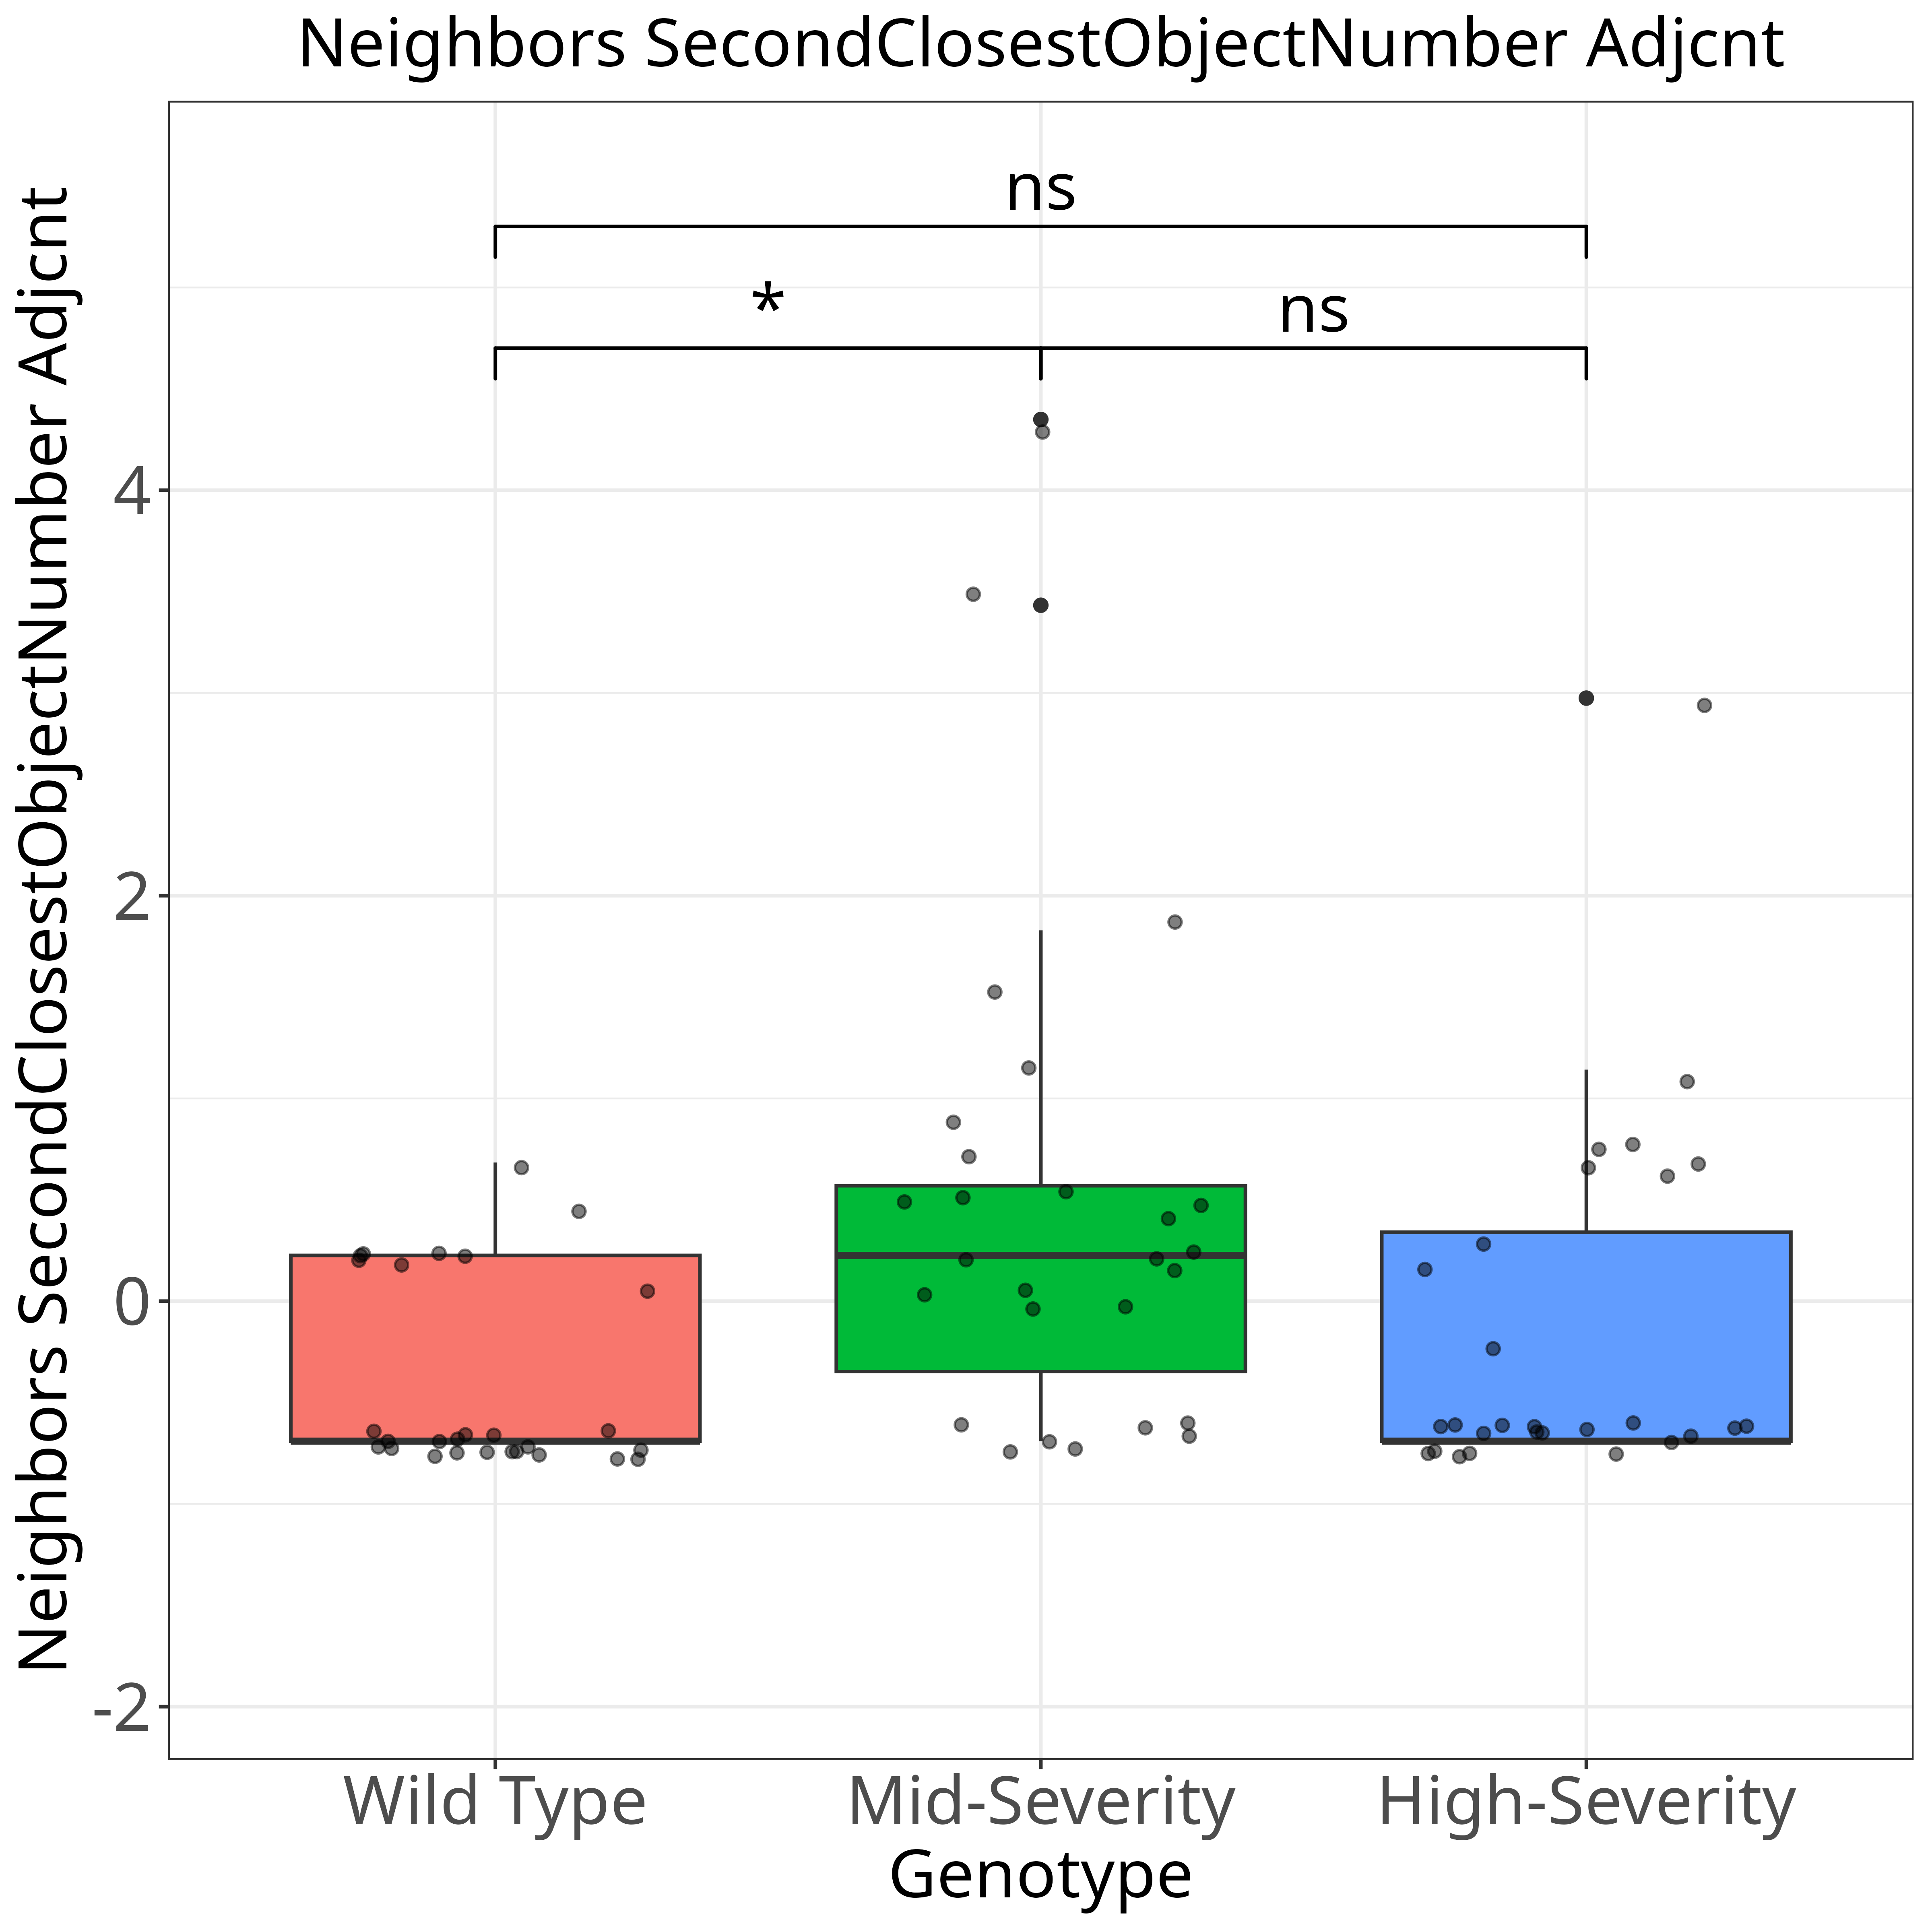 Neighbors SecondClosestObjectNumber Adjcnt
Neighbors SecondClosestObjectNumber Adjcnt
ns
*
ns
4
2
0
-2
Wild Type
Mid-Severity
High-Severity
Genotype